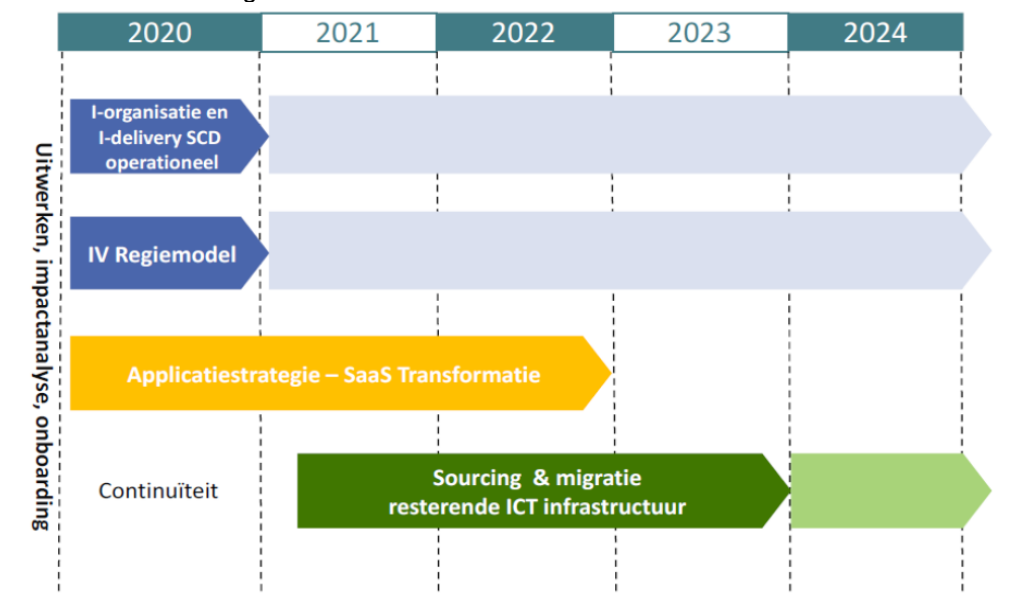 2020 2021 2022 2023 2024
Uitwerken, impactanalyse, onboarding
I-organisatie en
I-delivery SCD
operationeel
IV Regiemodel
Applicatiestrategie – SaaS Transformatie
Continuïteit
Sourcing & migratie
resterende ICT infrastructuur